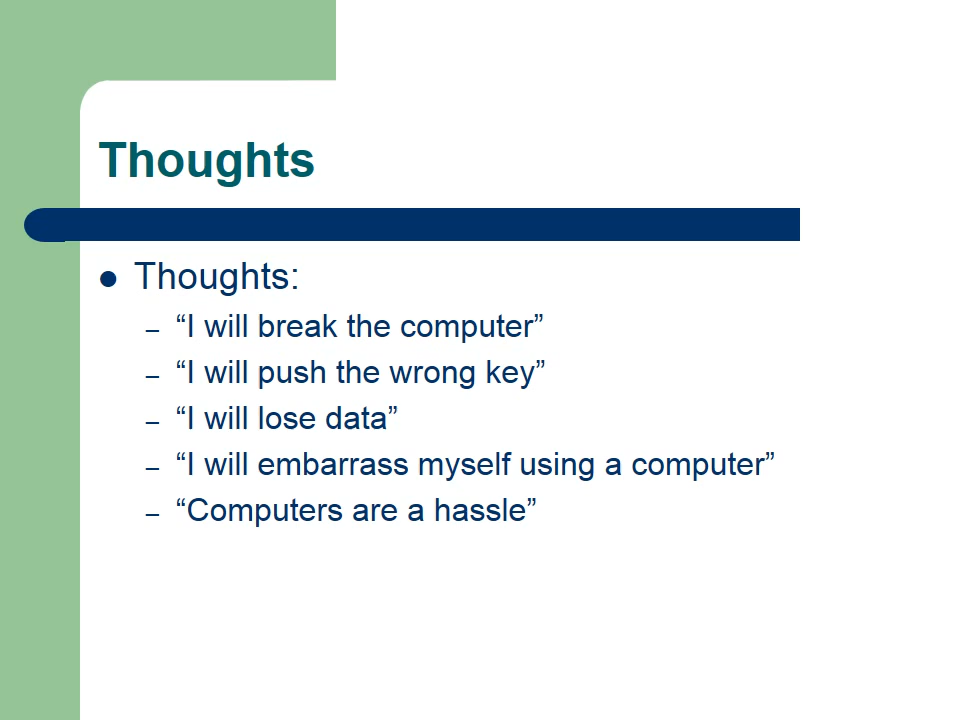 Thoughts
● Thoughts:
– “I will break the computer”
– “I will push the wrong key”
– “I will lose data”
– “I will embarrass myself using a computer”
– “Computers are a hassle”